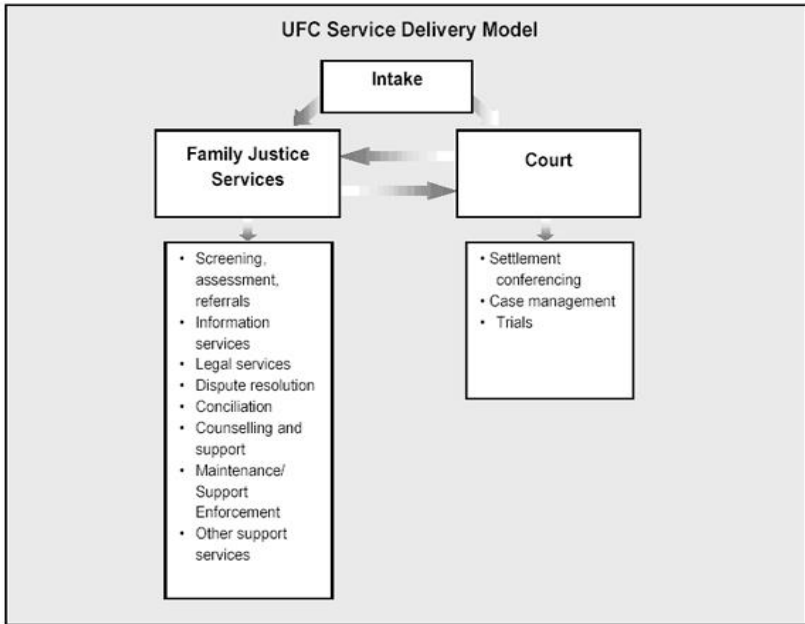 UFC Service Delivery Model
Intake
Family Justice
Services
Court
• Screening,
assessment,
referrals
• Information
services
• Legal services
• Dispute resolution
• Conciliation
• Counselling and
support
• Maintenance/
Support
Enforcement
• Other support
services
• Settlement
conferencing
• Case management
• Trials